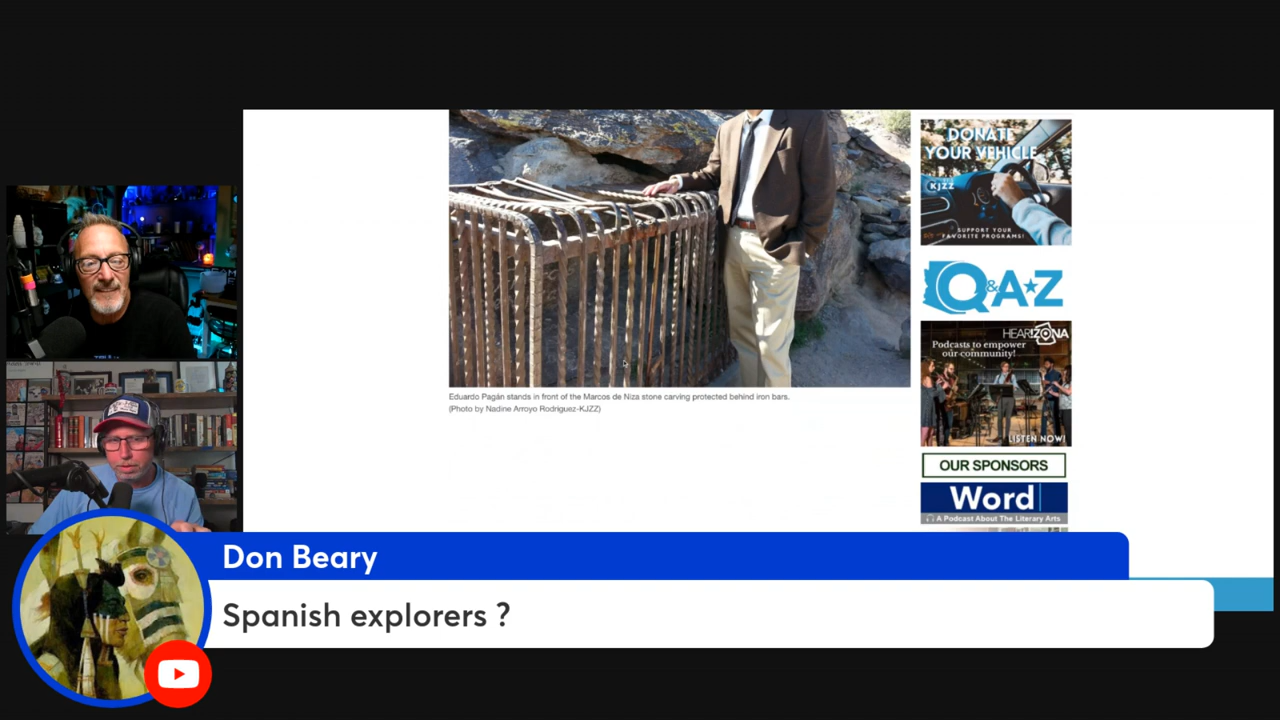 DONATE
YOUR VEHICLE
KJZZ
SUPPORT YOUR
FAVORITE PROGRAMS!
Q&AZ
HEARIZONA
Podcasts to empower
our community!
LISTEN NOW!
Eduardo Pagán stands in front of the Marcos de Niza stone carving protected behind iron bars.
(Photo by Nadine Arroyo Rodriguez-KJZZ)
OUR SPONSORS
Word
A Podcast About The Literary Arts
Don Beary
Spanish explorers ?